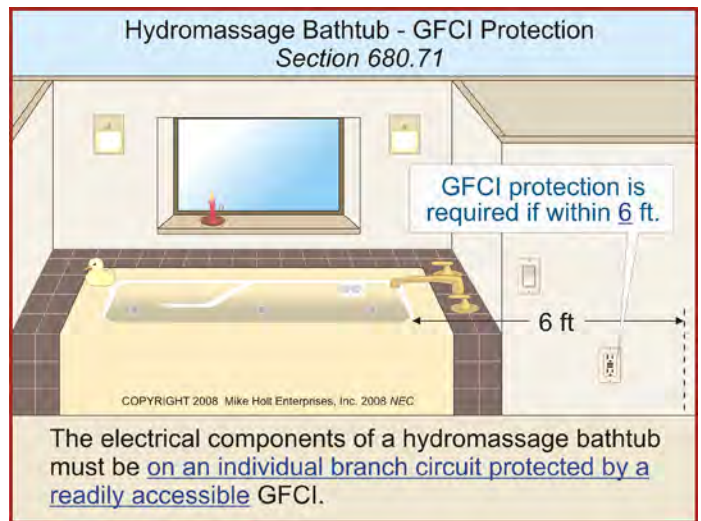 Hydromassage Bathtub - GFCI Protection
Section 680.71
GFCI protection is
required if within 6 ft.
6 ft
COPYRIGHT 2008 Mike Holt Enterprises, Inc. 2008 NEC
The electrical components of a hydromassage bathtub
must be on an individual branch circuit protected by a
readily accessible GFCI.